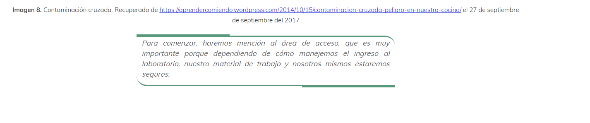 Imagen 8. Contaminación cruzada. Recuperado de https://aprendercomiendo.wordpress.com/2014/10/15/contaminacion-cruzada-peligro-en-nuestra-cocina/ el 27 de septiembre
de septiembre del 2017
Para comenzar, haremos mención al área de acceso, que es muy
importante porque dependiendo de cómo manejemos el ingreso al
laboratorio, nuestro material de trabajo y nosotros mismos estaremos
seguros.